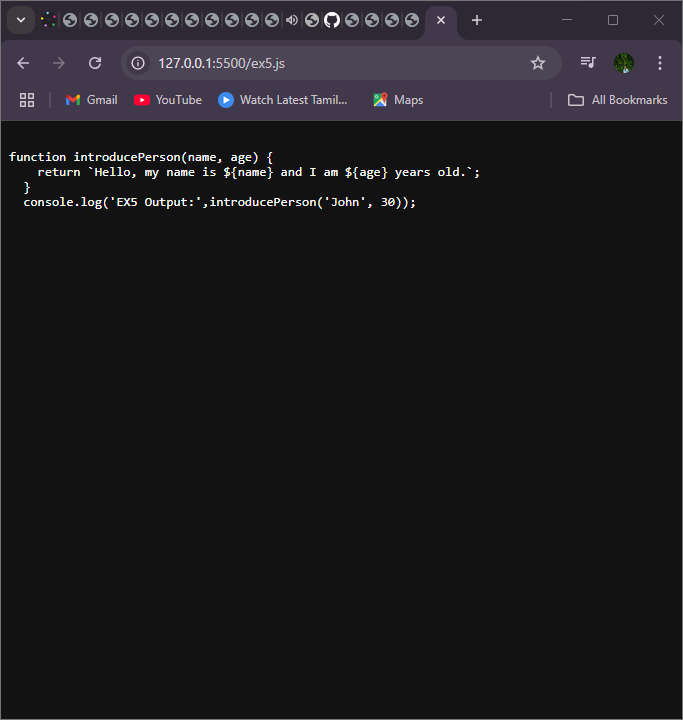 127.0.0.1:5500/ex5.js
Gmail
YouTube
Watch Latest Tamil...
Maps
All Bookmarks
function introducePerson(name, age) {
    return `Hello, my name is ${name} and I am ${age} years old.`;
  }
  console.log('EX5 Output:',introducePerson('John', 30));